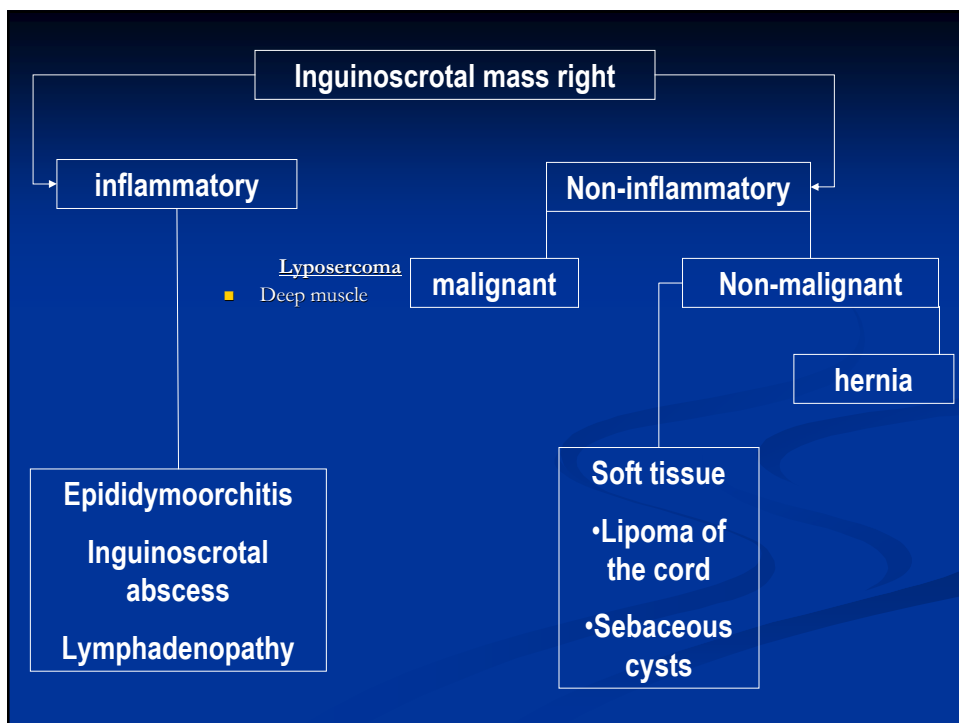 Inguinoscrotal mass right
inflammatory
Non-inflammatory
Lyposercoma
■ Deep muscle
malignant
Non-malignant
hernia
Epididymoorchitis
Inguinoscrotal
abscess
Lymphadenopathy
Soft tissue
•Lipoma of
the cord
•Sebaceous
cysts